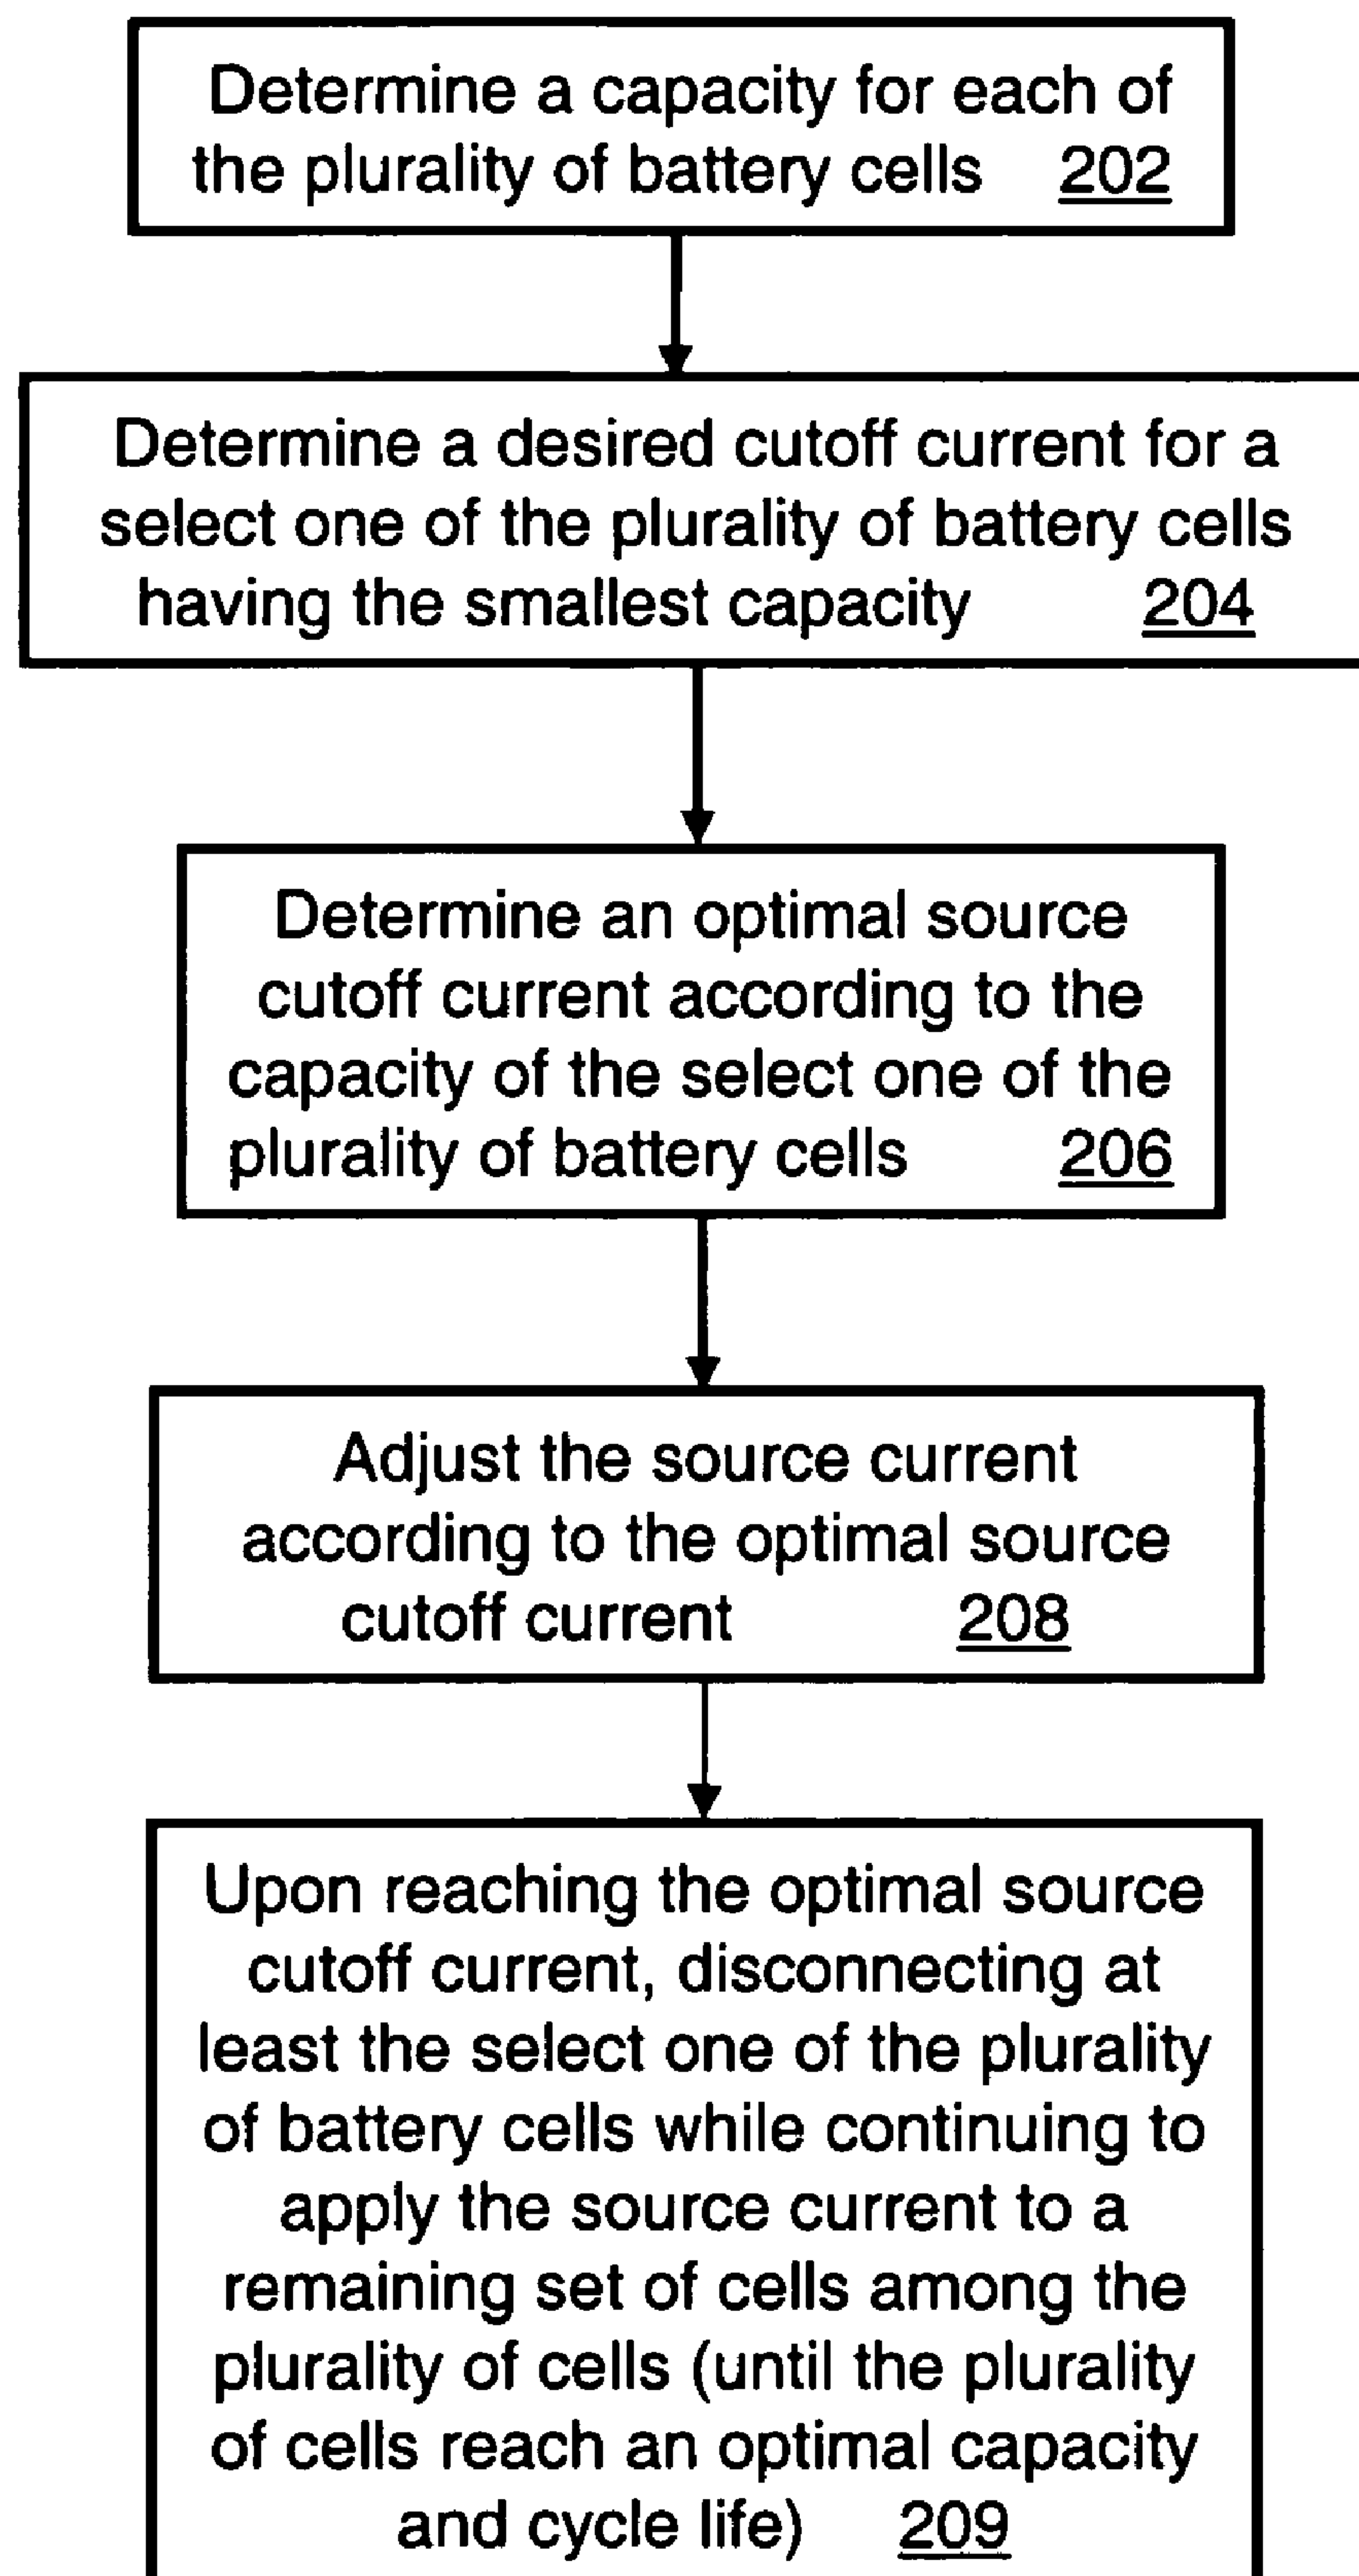 Determine a capacity for each of
the plurality of battery cells 202
Determine a desired cutoff current for a
select one of the plurality of battery cells
having the smallest capacity 204
Determine an optimal source
cutoff current according to the
capacity of the select one of the
plurality of battery cells 206
Adjust the source current
according to the optimal source
cutoff current 208
Upon reaching the optimal source
cutoff current, disconnecting at
least the select one of the plurality
of battery cells while continuing to
apply the source current to a
remaining set of cells among the
plurality of cells (until the plurality
of cells reach an optimal capacity
and cycle life) 209